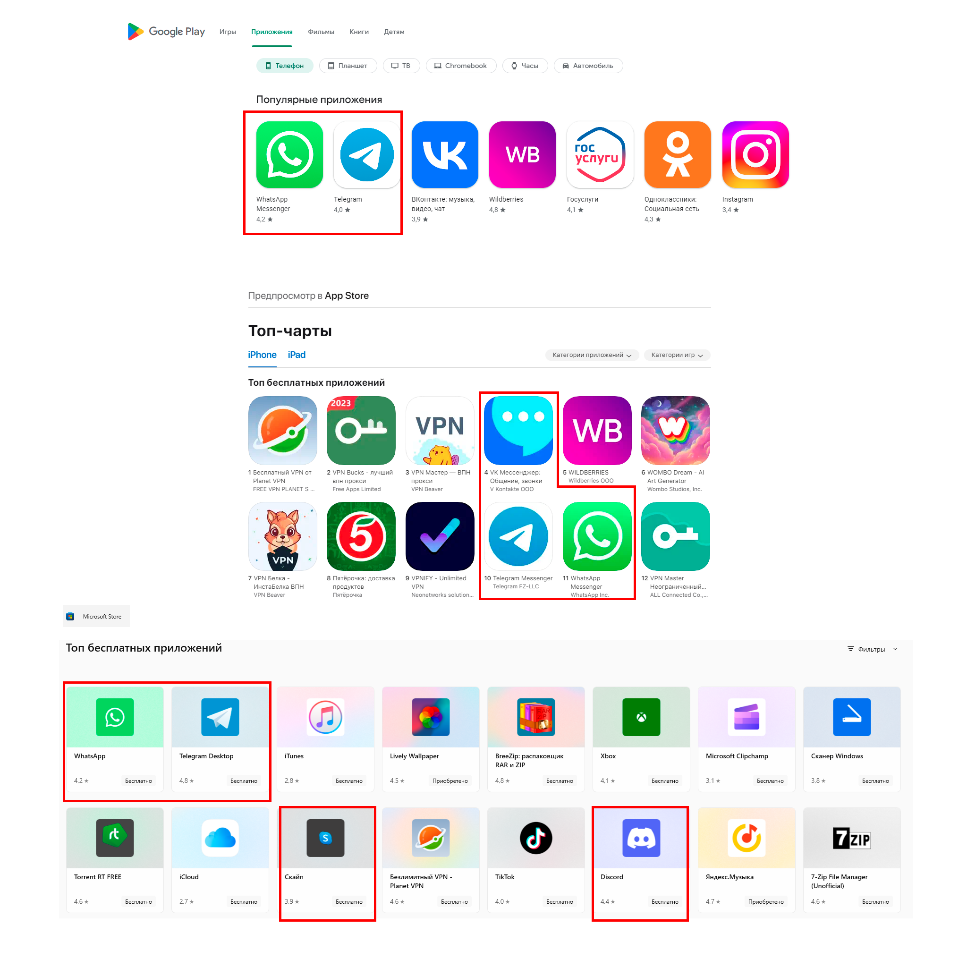 Google Play Игры Приложения Фильмы Книги Детям
Телефон Планшет ТВ Chromebook Часы Автомобиль
Популярные приложения
WB
гос
услуги
WhatsApp
Messenger
4,2 ★
Telegram
4,0 ★
ВКонтакте: музыка,
видео, чат
3,9 ★
Wildberries
4,8 ★
Госуслуги
4,1 ★
Одноклассники:
Социальная сеть
4,3 ★
Instagram
3,4 ★
Предпросмотр в App Store
Топ-чарты
iPhone iPad
Категории приложений Категории игр
Топ бесплатных приложений
2023
VPN
WB
W
1 Бесплатный VPN от
Planet VPN
FREE VPN PLANET S ...
2 VPN Bucks - лучший
впн прокси
Free Apps Limited
3 VPN Мастер — ВПН
прокси
VPN Beaver
4 VK Мессенджер:
Общение, звонки
V Kontakte OOO
5 WILDBERRIES
Wildberries OOO
6 WOMBO Dream - AI
Art Generator
Wombo Studios, Inc.
VPN
5
7 VPN Белка -
ИнстаБелка ВПН
VPN Beaver
8 Пятёрочка: доставка
продуктов
Пятёрочка
9 VPNIFY - Unlimited
VPN
Neonetworks solution...
10 Telegram Messenger
Telegram FZ-LLC
11 WhatsApp
Messenger
WhatsApp Inc.
12 VPN Master
Неограниченный...
ALL Connected Co.,...
Microsoft Store
Топ бесплатных приложений
Фильтры
WhatsApp
4.2 ★ Бесплатно
Telegram Desktop
4.8 ★ Бесплатно
iTunes
2.8 ★ Бесплатно
Lively Wallpaper
4.5 ★ Приобретено
BreeZip: распаковщик
RAR и ZIP
4.8 ★ Бесплатно
Xbox
4.1 ★ Бесплатно
Microsoft Clipchamp
3.1 ★ Бесплатно
Сканер Windows
3.8 ★ Бесплатно
rt
Torrent RT FREE
4.6 ★ Бесплатно
iCloud
2.7 ★ Бесплатно
S
Скайп
3.9 ★ Бесплатно
Безлимитный VPN -
Planet VPN
4.6 ★ Бесплатно
TikTok
4.0 ★ Бесплатно
Discord
4.4 ★ Бесплатно
Яндекс.Музыка
4.7 ★ Приобретено
7ZIP
7-Zip File Manager
(Unofficial)
4.6 ★ Бесплатно